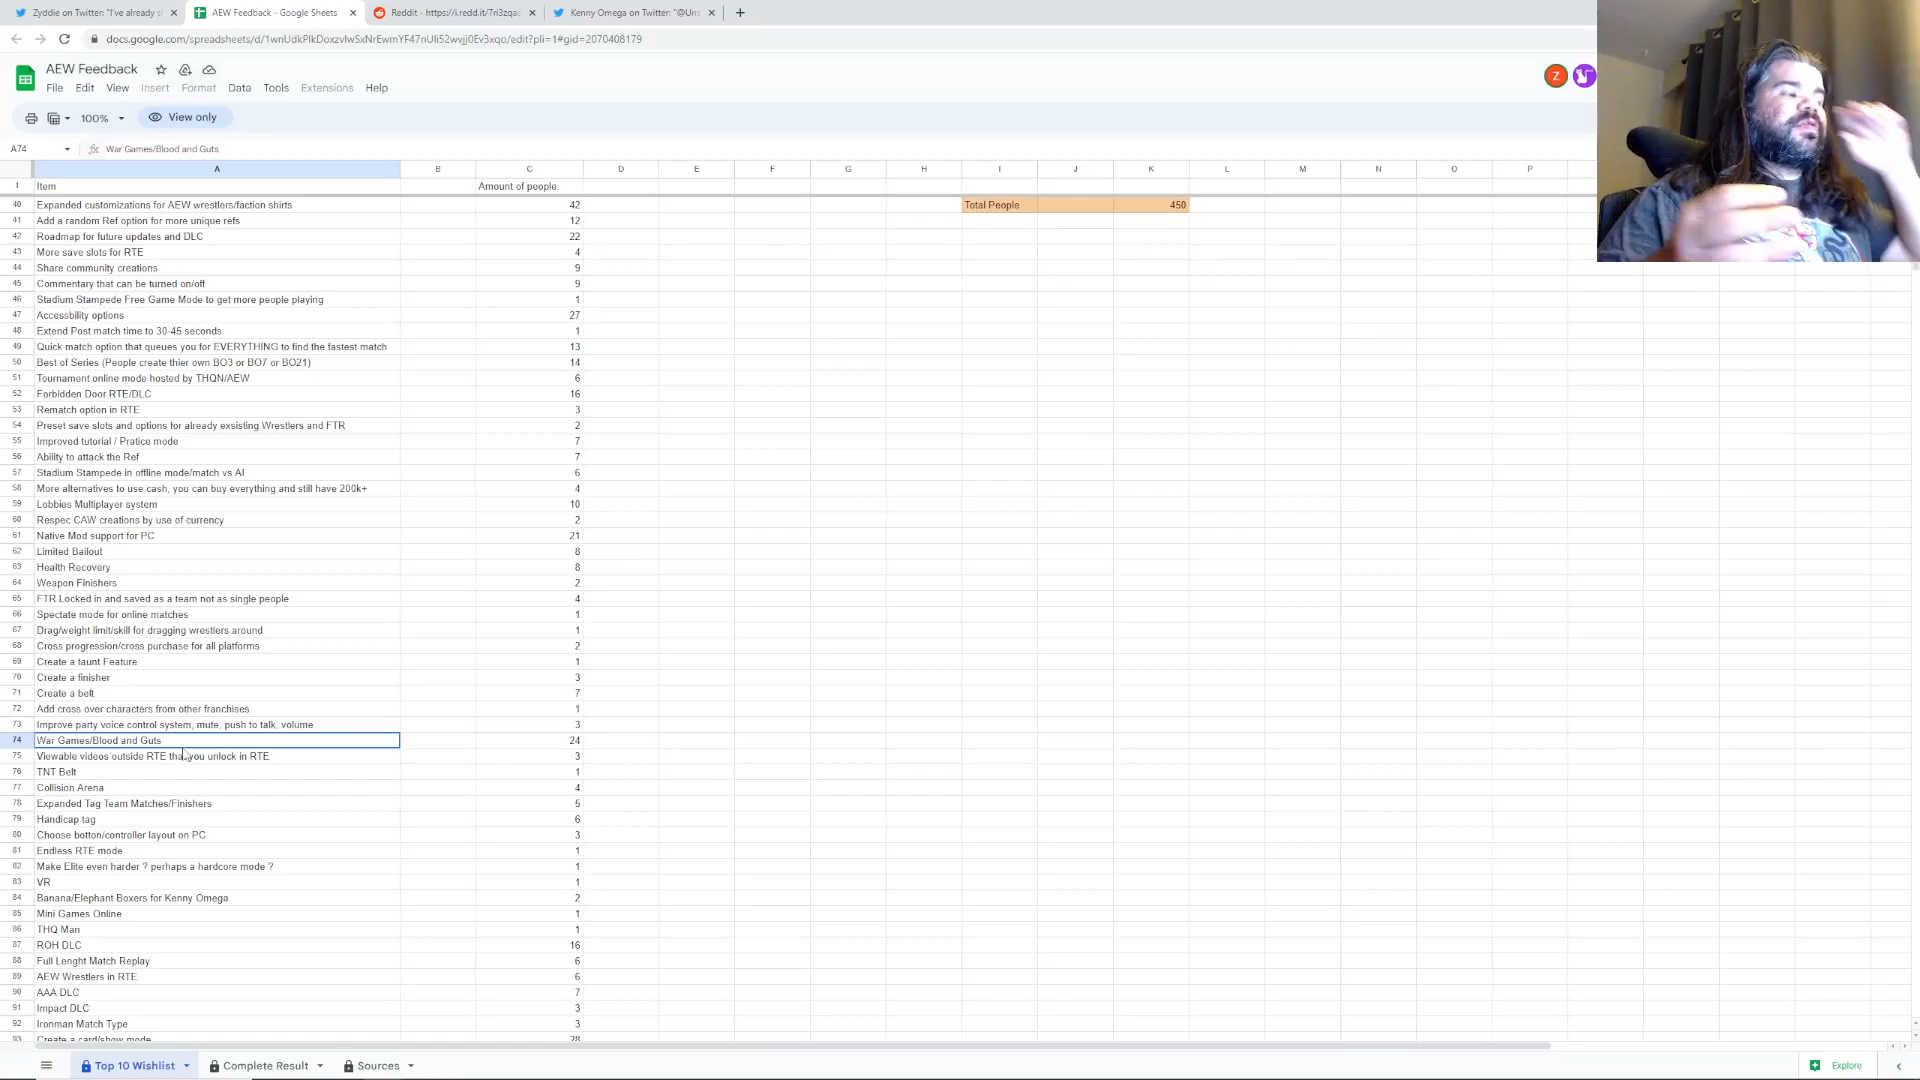 Zyddie on Twitter: "I've already s
AEW Feedback - Google Sheets
Reddit - https://i.redd.it/7ri3zqa
Kenny Omega on Twitter: "@Uns
AEW Feedback
File Edit View Insert Format Data Tools Extensions Help
Z
100% View only
A74 fx War Games/Blood and Guts
A B C D E F G H I J K L M N O P
1 Item Amount of people
40 Expanded customizations for AEW wrestlers/faction shirts 42 Total People 450
41 Add a random Ref option for more unique refs 12
42 Roadmap for future updates and DLC 22
43 More save slots for RTE 4
44 Share community creations 9
45 Commentary that can be turned on/off 9
46 Stadium Stampede Free Game Mode to get more people playing 1
47 Accessbility options 27
48 Extend Post match time to 30-45 seconds 1
49 Quick match option that queues you for EVERYTHING to find the fastest match 13
50 Best of Series (People create thier own BO3 or BO7 or BO21) 14
51 Tournament online mode hosted by THQN/AEW 6
52 Forbidden Door RTE/DLC 16
53 Rematch option in RTE 3
54 Preset save slots and options for already exsisting Wrestlers and FTR 2
55 Improved tutorial / Pratice mode 7
56 Ability to attack the Ref 7
57 Stadium Stampede in offline mode/match vs AI 6
58 More alternatives to use cash, you can buy everything and still have 200k+ 4
59 Lobbies Multiplayer system 10
60 Respec CAW creations by use of currency 2
61 Native Mod support for PC 21
62 Limited Bailout 8
63 Health Recovery 8
64 Weapon Finishers 2
65 FTR Locked in and saved as a team not as single people 4
66 Spectate mode for online matches 1
67 Drag/weight limit/skill for dragging wrestlers around 1
68 Cross progression/cross purchase for all platforms 2
69 Create a taunt Feature 1
70 Create a finisher 3
71 Create a belt 7
72 Add cross over characters from other franchises 1
73 Improve party voice control system, mute, push to talk, volume 3
74 War Games/Blood and Guts 24
75 Viewable videos outside RTE that you unlock in RTE 3
76 TNT Belt 1
77 Collision Arena 4
78 Expanded Tag Team Matches/Finishers 5
79 Handicap tag 6
80 Choose botton/controller layout on PC 3
81 Endless RTE mode 1
82 Make Elite even harder ? perhaps a hardcore mode ? 1
83 VR 1
84 Banana/Elephant Boxers for Kenny Omega 2
85 Mini Games Online 1
86 THQ Man 1
87 ROH DLC 16
88 Full Lenght Match Replay 6
89 AEW Wrestlers in RTE 6
90 AAA DLC 7
91 Impact DLC 3
92 Ironman Match Type 3
93 Create a card/show mode 28
Top 10 Wishlist Complete Result Sources Explore